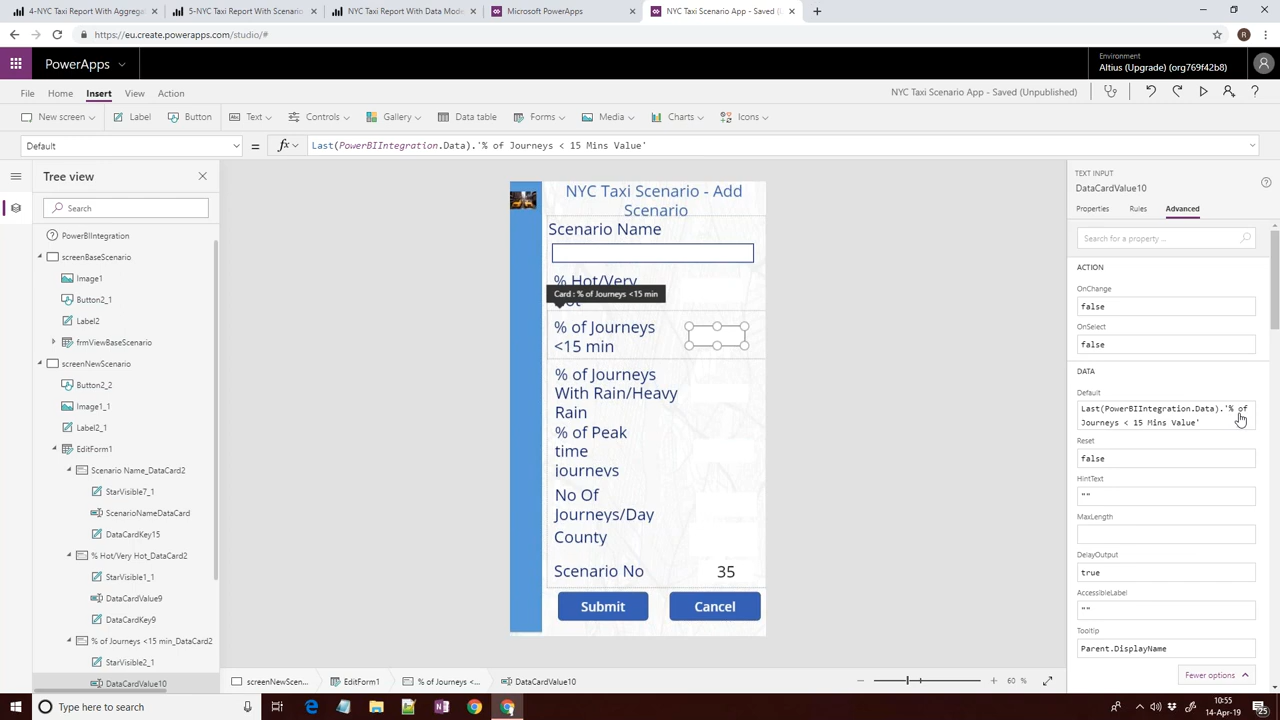 4-NYC Taxi Report With Aggrega
5-NYC Taxi Report With Scenario
NYC Taxi Report With Data Mode
Microsoft PowerApps
NYC Taxi Scenario App - Saved (
https://eu.create.powerapps.com/studio/#
R
PowerApps
Environment
Altius (Upgrade) (org769f42b8)
File Home Insert View Action
NYC Taxi Scenario App - Saved (Unpublished)
New screen Label Button Text Controls Gallery Data table Forms Media Charts Icons
Default
= fx Last(PowerBIIntegration.Data).'% of Journeys < 15 Mins Value'
Tree view
Search
PowerBIIntegration
screenBaseScenario
Image1
Button2_1
Label2
frmViewBaseScenario
screenNewScenario
Button2_2
Image1_1
Label2_1
EditForm1
Scenario Name_DataCard2
StarVisible7_1
ScenarioNameDataCard
DataCardKey15
% Hot/Very Hot_DataCard2
StarVisible1_1
DataCardValue9
DataCardKey9
% of Journeys <15 min_DataCard2
StarVisible2_1
DataCardValue10
NYC Taxi Scenario - Add
Scenario
Scenario Name
% Hot/Very
Card : % of Journeys <15 min
% of Journeys
<15 min
% of Journeys
With Rain/Heavy
Rain
% of Peak
time
journeys
No Of
Journeys/Day
County
Scenario No 35
Submit Cancel
TEXT INPUT
DataCardValue10
Properties Rules Advanced
Search for a property ...
ACTION
OnChange
false
OnSelect
false
DATA
Default
Last(PowerBIIntegration.Data).'% of
Journeys < 15 Mins Value'
Reset
false
HintText
""
MaxLength
DelayOutput
true
AccessibleLabel
""
Tooltip
Parent.DisplayName
Fewer options
screenNewScen... EditForm1 % of Journeys <... DataCardValue10
60 %
Type here to search
10:55
14-Apr-19
25